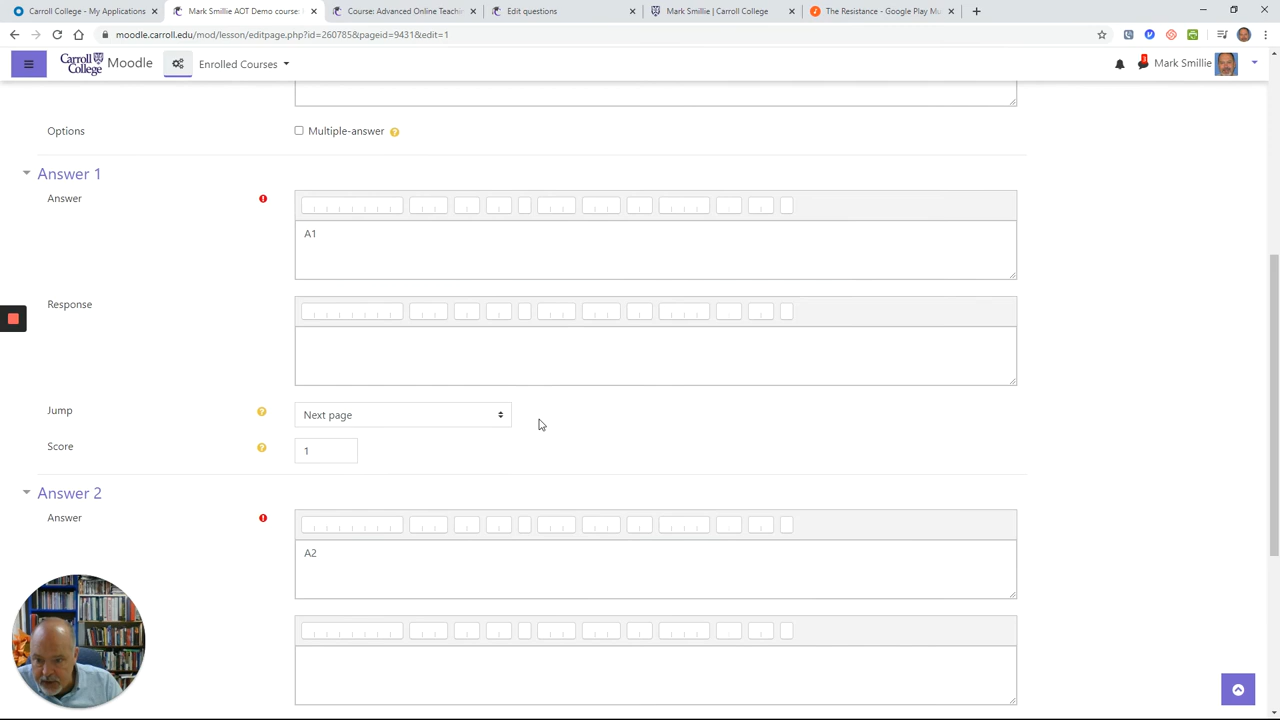 Carroll College - My Applications
Mark Smillie AOT Demo course:
Course: Advanced Online Teach
Edit questions
Mark Smillie | Carroll College
The Resistance - Google Play Mu
moodle.carroll.edu/mod/lesson/editpage.php?id=260785&pageid=9431&edit=1
Carroll College Moodle
Enrolled Courses
Mark Smillie
Options
Multiple-answer
Answer 1
Answer
A1
Response
Jump
Next page
Score
1
Answer 2
Answer
A2